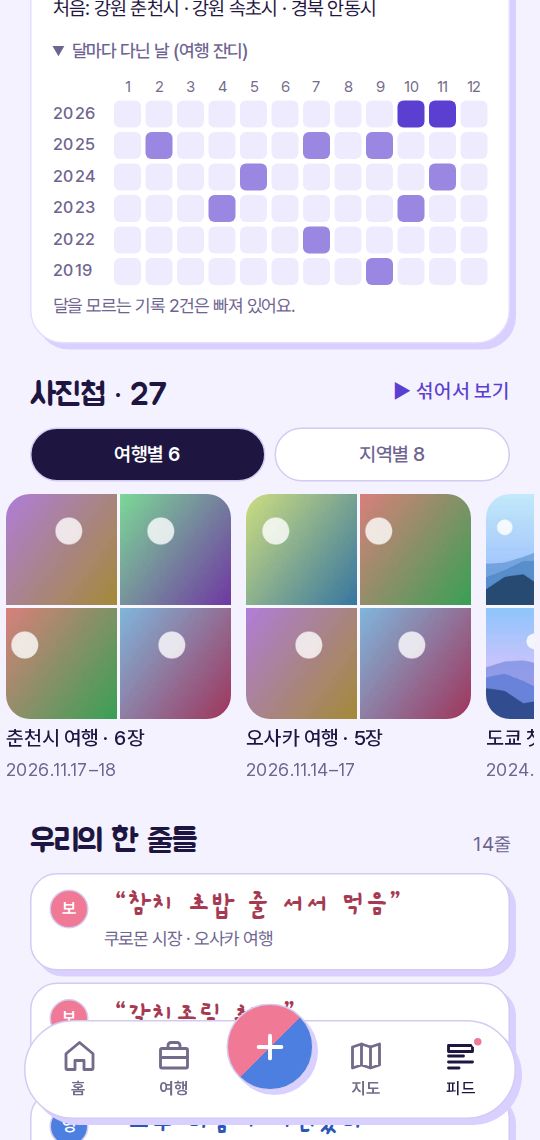 처음: 강원 춘천시 · 강원 속초시 · 경북 안동시
▼ 달마다 다닌 날 (여행 잔디)
1 2 3 4 5 6 7 8 9 10 11 12
2026
2025
2024
2023
2022
2019
달을 모르는 기록 2건은 빠져 있어요.
사진첩 · 27
▶ 섞어서 보기
여행별 6
지역별 8
춘천시 여행 · 6장
2026.11.17–18
오사카 여행 · 5장
2026.11.14–17
도쿄
2024.
우리의 한 줄들
14줄
보
“참치 초밥 줄 서서 먹음”
쿠로몬 시장 · 오사카 여행
보
“갈치조림
홈
여행
+
지도
피드